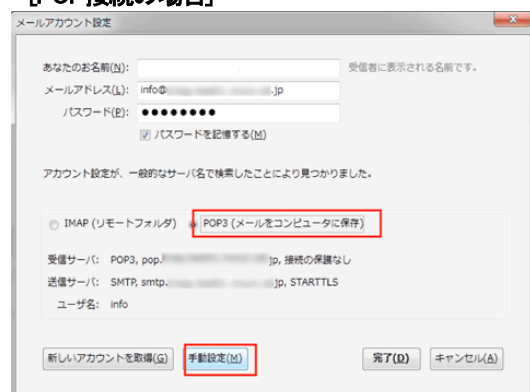 [POP接続の場合]
メールアカウント設定
あなたのお名前(N): 受信者に表示される名前です。
メールアドレス(L): info@ .jp
パスワード(P): ●●●●●●●●
パスワードを記憶する(M)
アカウント設定が、一般的なサーバ名で検索したことにより見つかりました。
IMAP (リモートフォルダ) POP3 (メールをコンピュータに保存)
受信サーバ: POP3, pop. jp, 接続の保護なし
送信サーバ: SMTP, smtp. jp, STARTTLS
ユーザ名: info
新しいアカウントを取得(G) 手動設定(M) 完了(D) キャンセル(A)